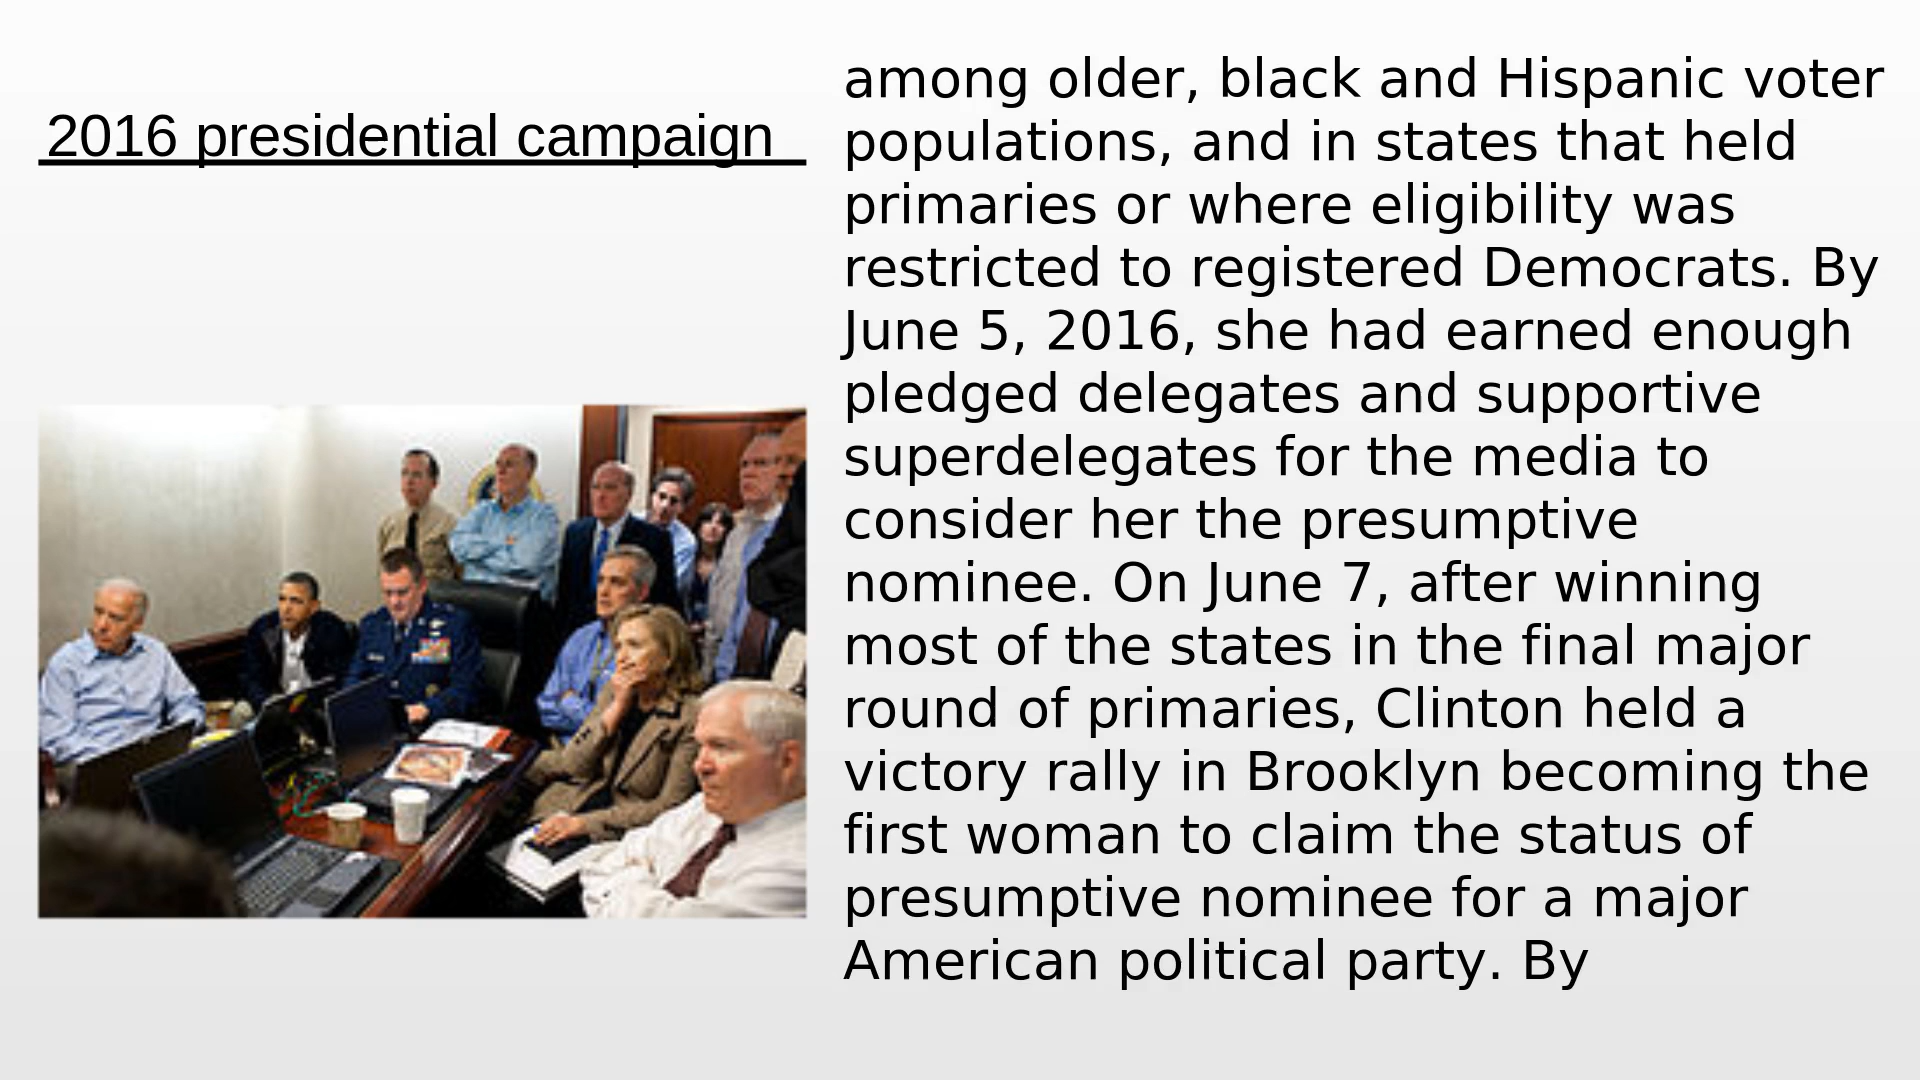 2016 presidential campaign
among older, black and Hispanic voter
populations, and in states that held
primaries or where eligibility was
restricted to registered Democrats. By
June 5, 2016, she had earned enough
pledged delegates and supportive
superdelegates for the media to
consider her the presumptive
nominee. On June 7, after winning
most of the states in the final major
round of primaries, Clinton held a
victory rally in Brooklyn becoming the
first woman to claim the status of
presumptive nominee for a major
American political party. By